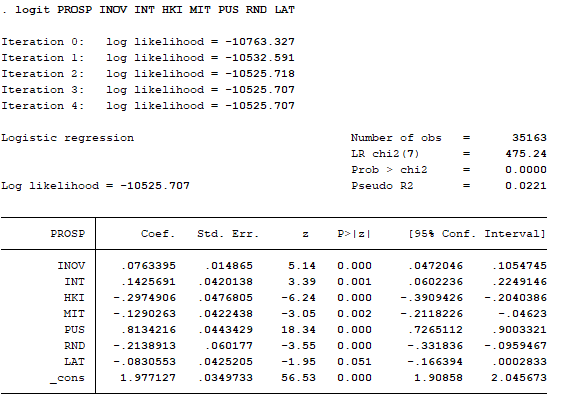 . logit PROSP INOV INT HKI MIT PUS RND LAT
Iteration 0: log likelihood = -10763.327
Iteration 1: log likelihood = -10532.591
Iteration 2: log likelihood = -10525.718
Iteration 3: log likelihood = -10525.707
Iteration 4: log likelihood = -10525.707
Logistic regression Number of obs = 35163
LR chi2(7) = 475.24
Prob > chi2 = 0.0000
Log likelihood = -10525.707 Pseudo R2 = 0.0221
PROSP Coef. Std. Err. z P>|z| [95% Conf. Interval]
INOV .0763395 .014865 5.14 0.000 .0472046 .1054745
INT .1425691 .0420138 3.39 0.001 .0602236 .2249146
HKI -.2974906 .0476805 -6.24 0.000 -.3909426 -.2040386
MIT -.1290263 .0422438 -3.05 0.002 -.2118226 -.04623
PUS .8134216 .0443429 18.34 0.000 .7265112 .9003321
RND -.2138913 .060177 -3.55 0.000 -.331836 -.0959467
LAT -.0830553 .0425205 -1.95 0.051 -.166394 .0002833
_cons 1.977127 .0349733 56.53 0.000 1.90858 2.045673